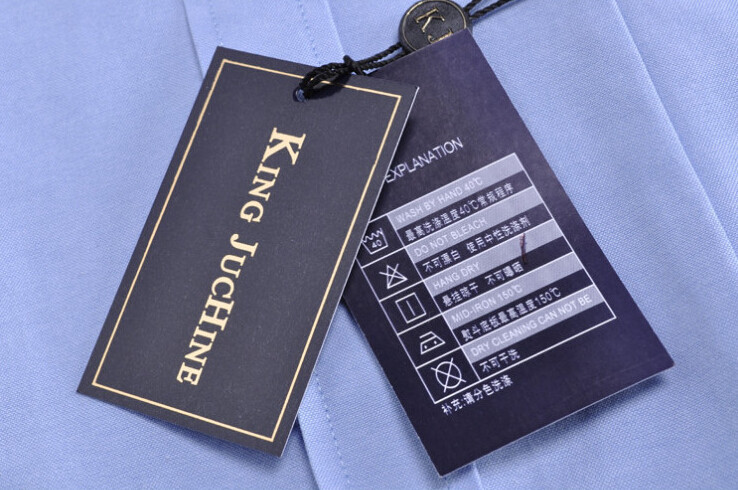 KING JUCHINE
EXPLANATION
WASH BY HAND 40℃
最高洗涤温度40℃常规程序
DO NOT BLEACH
不可漂白 使用中性洗涤剂
HANG DRY
悬挂晾干 不可曝晒
MID-IRON 150℃
熨斗底板最高温度150℃
DRY CLEANING CAN NOT BE
不可干洗
补充:请分色洗涤
40